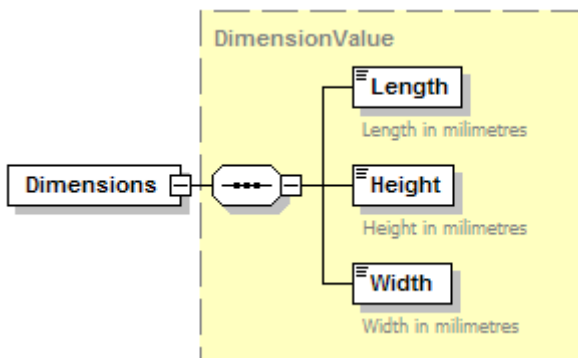 DimensionValue
Length
Length in milimetres
Dimensions
Height
Height in milimetres
Width
Width in milimetres